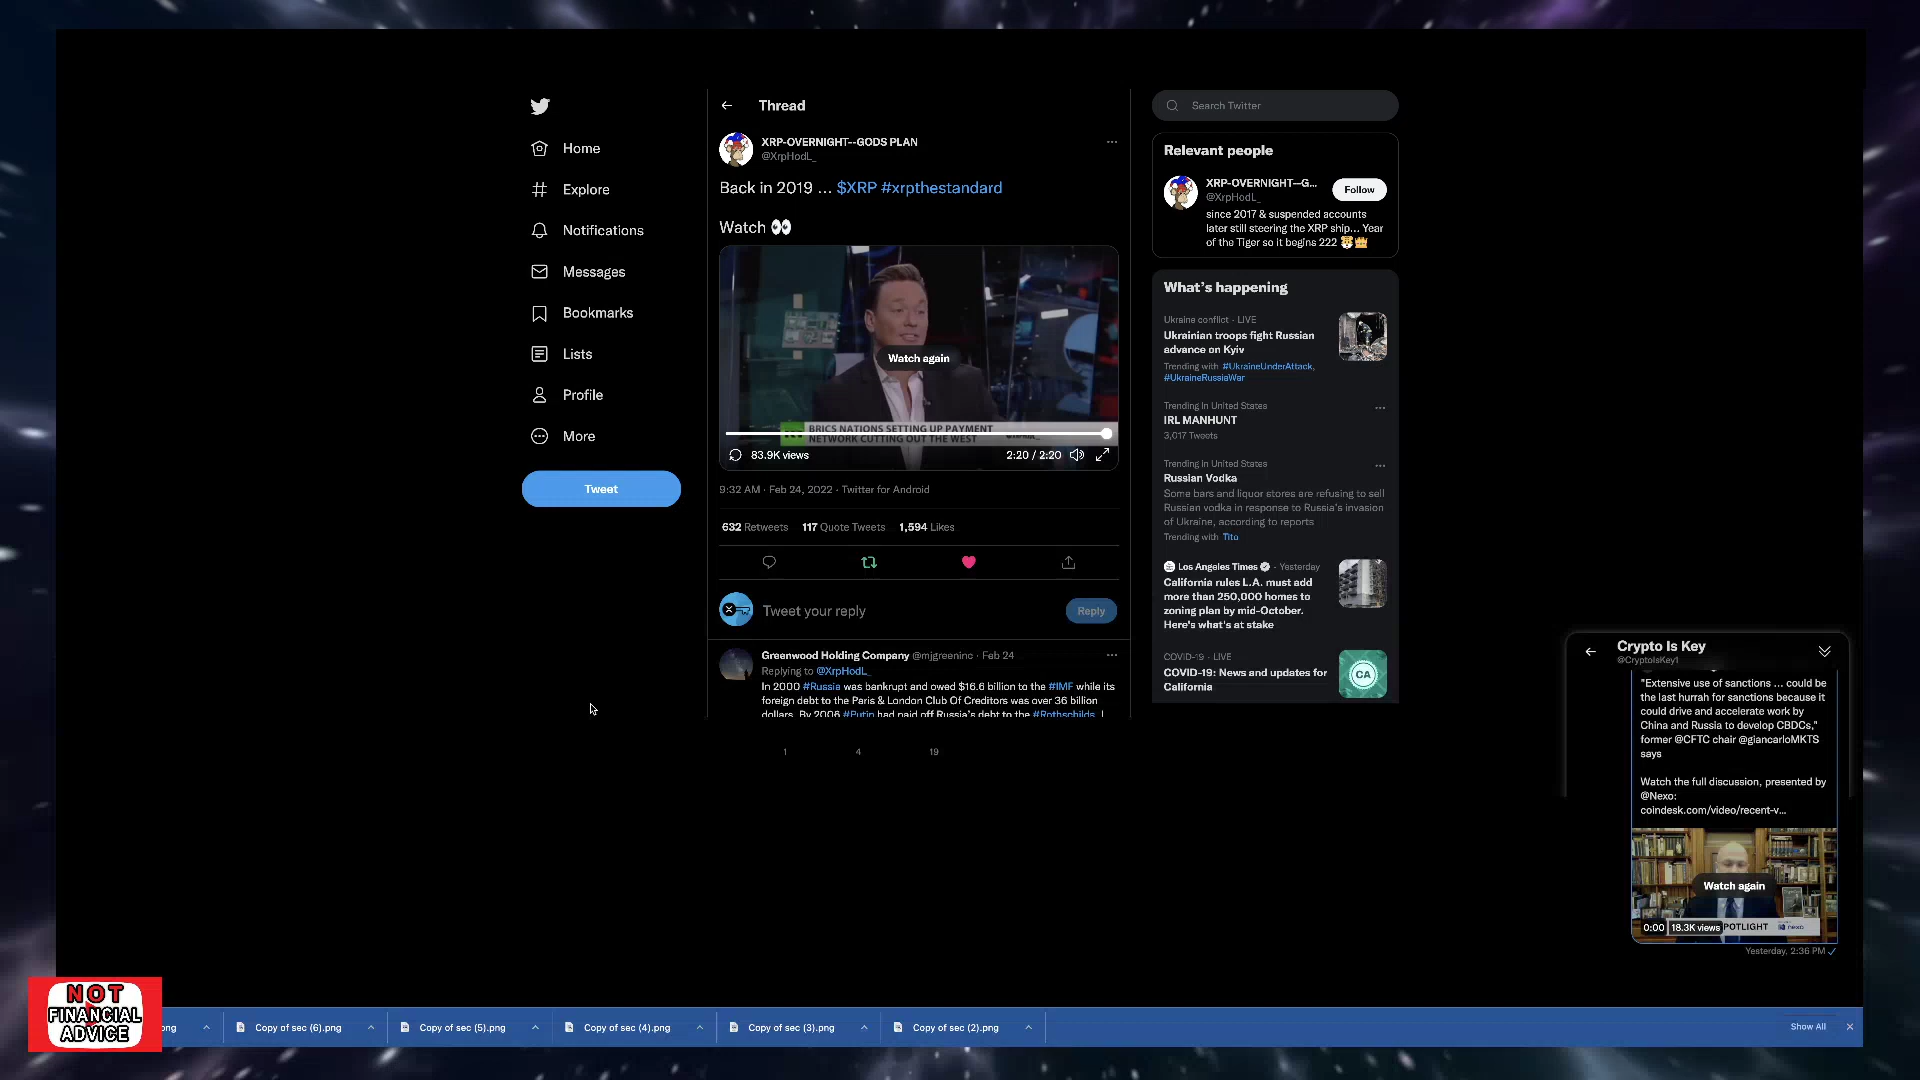 Home
Explore
Notifications
Messages
Bookmarks
Lists
Profile
More
Tweet
Thread
XRP-OVERNIGHT--GODS PLAN
@XrpHodL_
Back in 2019 ... $XRP #xrpthestandard
Watch 👀
Watch again
BRICS NATIONS SETTING UP PAYMENT
NETWORK CUTTING OUT THE WEST
83.9K views
2:20 / 2:20
9:32 AM · Feb 24, 2022 · Twitter for Android
632 Retweets 117 Quote Tweets 1,594 Likes
Tweet your reply
Reply
Greenwood Holding Company @mjgreeninc · Feb 24
Replying to @XrpHodL_
In 2000 #Russia was bankrupt and owed $16.6 billion to the #IMF while its
foreign debt to the Paris & London Club Of Creditors was over 36 billion
dollars. By 2006 #Putin had paid off Russia's debt to the #Rothschilds.
1 4 19
Search Twitter
Relevant people
XRP-OVERNIGHT--G...
@XrpHodL_
Follow
since 2017 & suspended accounts
later still steering the XRP ship... Year
of the Tiger so it begins 222 🐯👑
What's happening
Ukraine conflict · LIVE
Ukrainian troops fight Russian
advance on Kyiv
Trending with #UkraineUnderAttack,
#UkraineRussiaWar
Trending in United States
IRL MANHUNT
3,017 Tweets
Trending in United States
Russian Vodka
Some bars and liquor stores are refusing to sell
Russian vodka in response to Russia's invasion
of Ukraine, according to reports
Trending with Tito
Los Angeles Times · Yesterday
California rules L.A. must add
more than 250,000 homes to
zoning plan by mid-October.
Here's what's at stake
COVID-19 · LIVE
COVID-19: News and updates for
California
CA
Crypto Is Key
@CryptoIsKey1
"Extensive use of sanctions ... could be
the last hurrah for sanctions because it
could drive and accelerate work by
China and Russia to develop CBDCs,"
former @CFTC chair @giancarloMKTS
says
Watch the full discussion, presented by
@Nexo:
coindesk.com/video/recent-v...
Watch again
0:00 18.3K views POTLIGHT nexo
Yesterday, 2:36 PM
NOT
FINANCIAL
ADVICE
png
Copy of sec (6).png
Copy of sec (5).png
Copy of sec (4).png
Copy of sec (3).png
Copy of sec (2).png
Show All